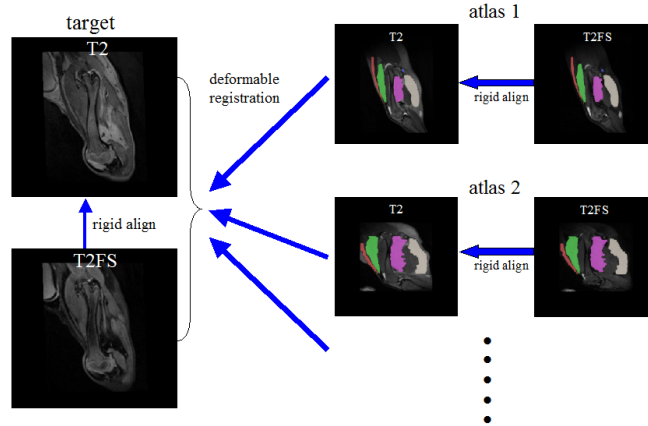 target
T2
rigid align
T2FS
deformable
registration
atlas 1
T2
T2FS
rigid align
atlas 2
T2
T2FS
rigid align